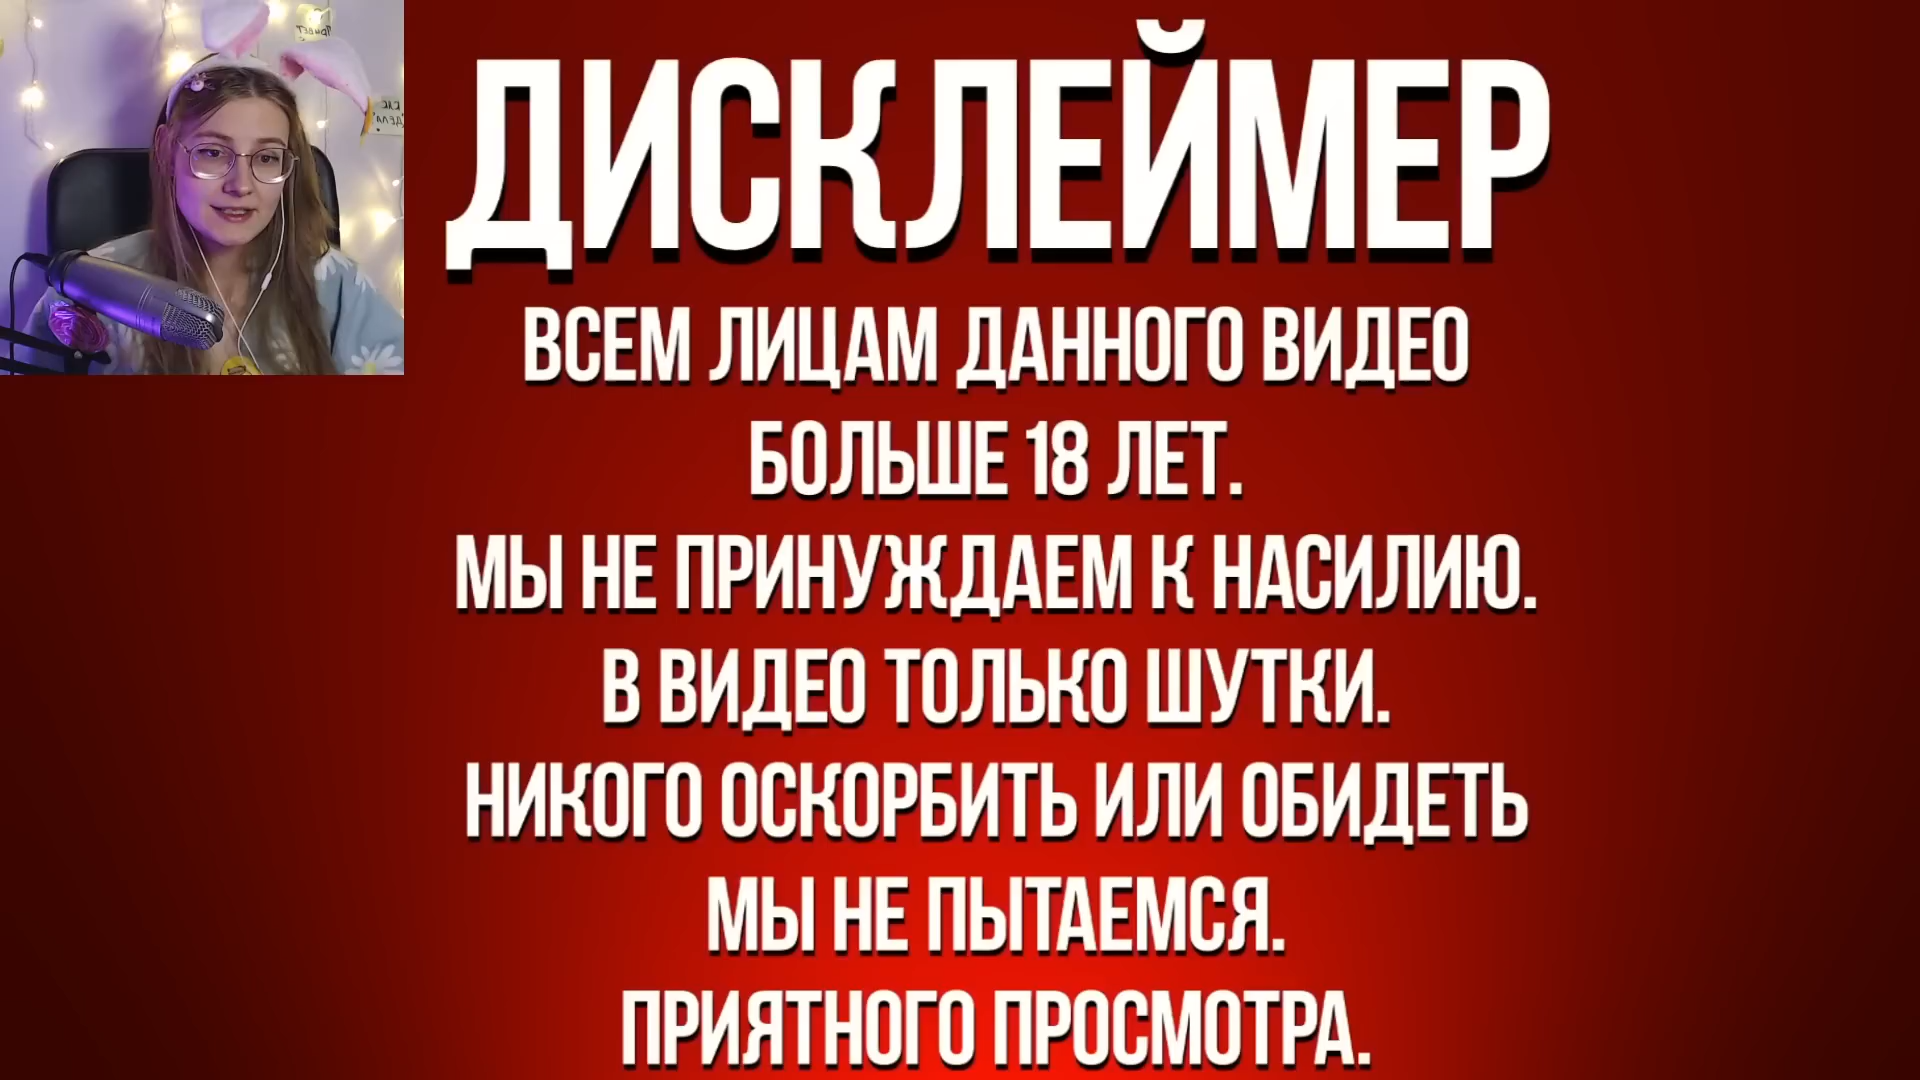 ДИСКЛЕЙМЕР
ВСЕМ ЛИЦАМ ДАННОГО ВИДЕО
БОЛЬШЕ 18 ЛЕТ.
МЫ НЕ ПРИНУЖДАЕМ К НАСИЛИЮ.
В ВИДЕО ТОЛЬКО ШУТКИ.
НИКОГО ОСКОРБИТЬ ИЛИ ОБИДЕТЬ
МЫ НЕ ПЫТАЕМСЯ.
ПРИЯТНОГО ПРОСМОТРА.